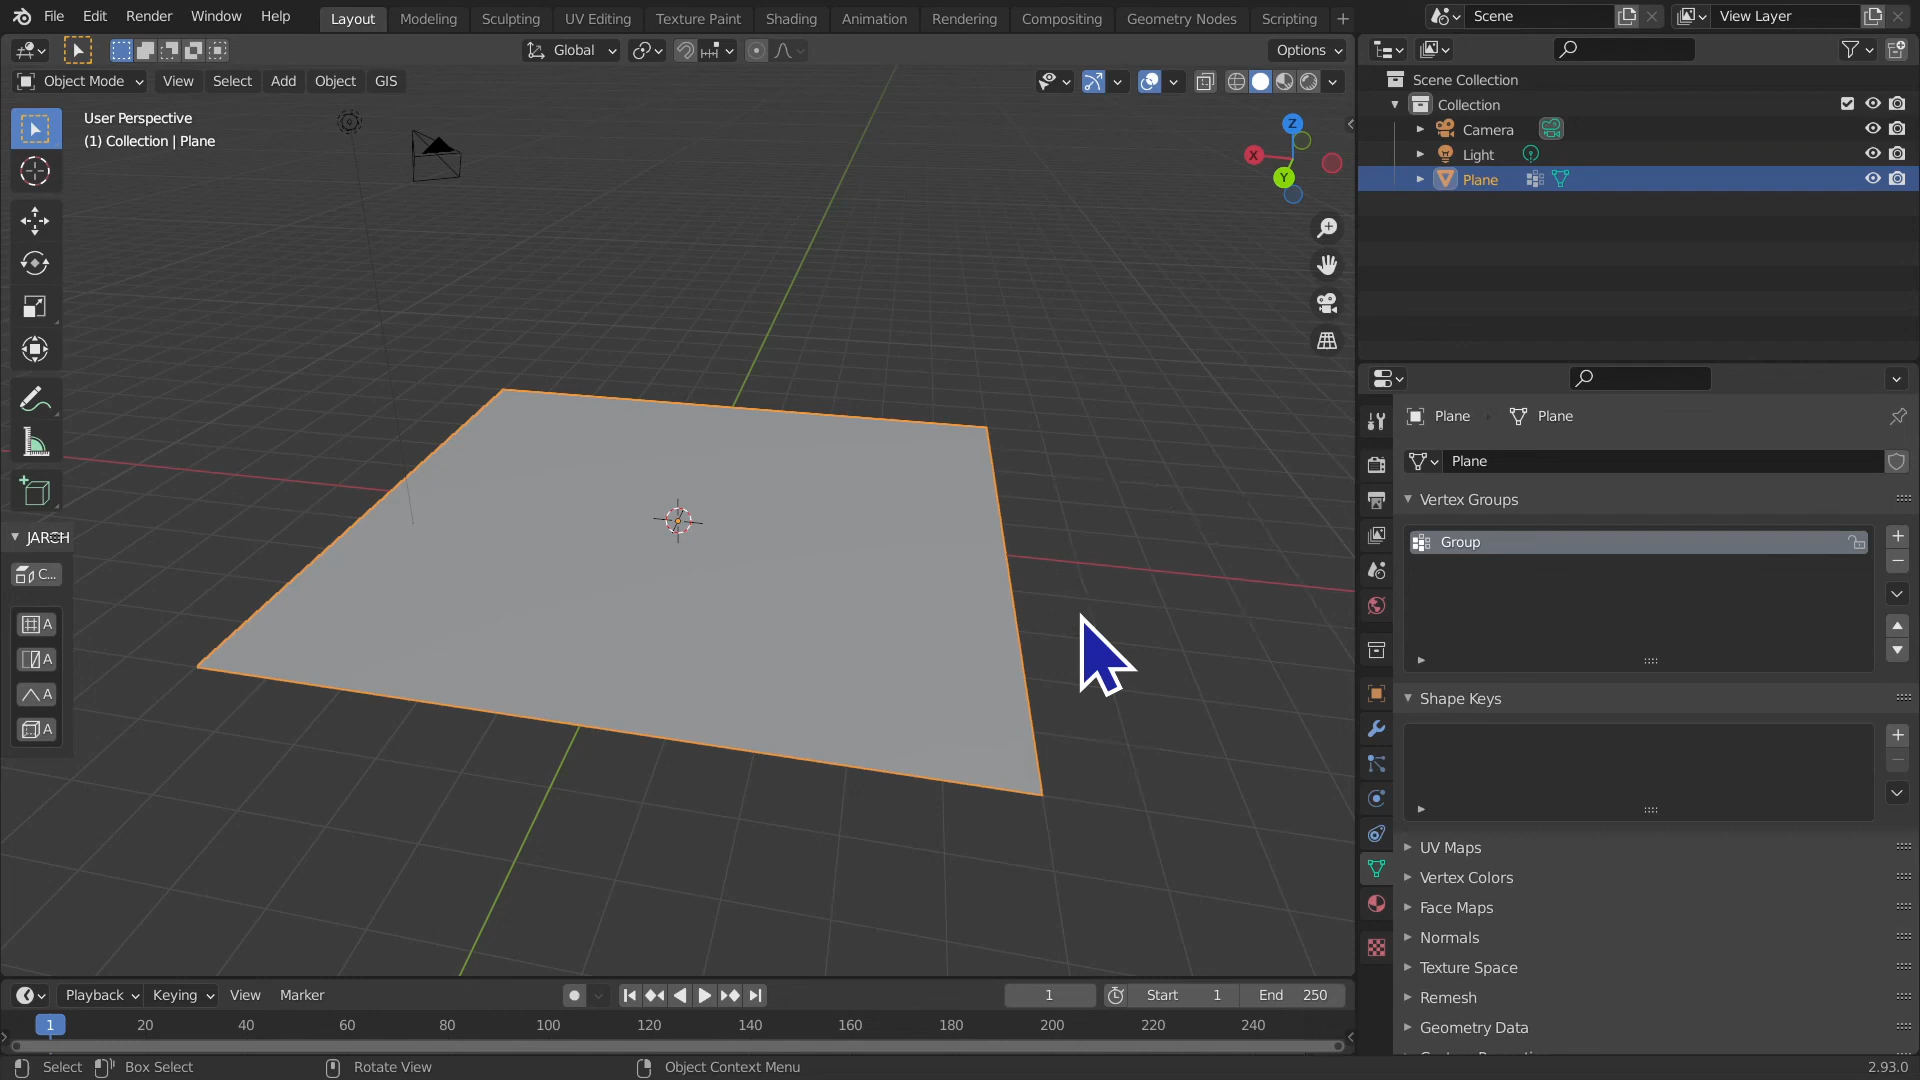 File Edit Render Window Help Layout Modeling Sculpting UV Editing Texture Paint Shading Animation Rendering Compositing Geometry Nodes Scripting + Scene View Layer
Global Options
Object Mode View Select Add Object GIS
User Perspective
(1) Collection | Plane
Z
X
Y
JARCH
C...
A
A
A
A
Scene Collection
Collection
Camera
Light
Plane
Plane Plane
Plane
Vertex Groups
Group
Shape Keys
UV Maps
Vertex Colors
Face Maps
Normals
Texture Space
Remesh
Geometry Data
Playback Keying View Marker 1 Start 1 End 250
1 20 40 60 80 100 120 140 160 180 200 220 240
Select Box Select Rotate View Object Context Menu 2.93.0